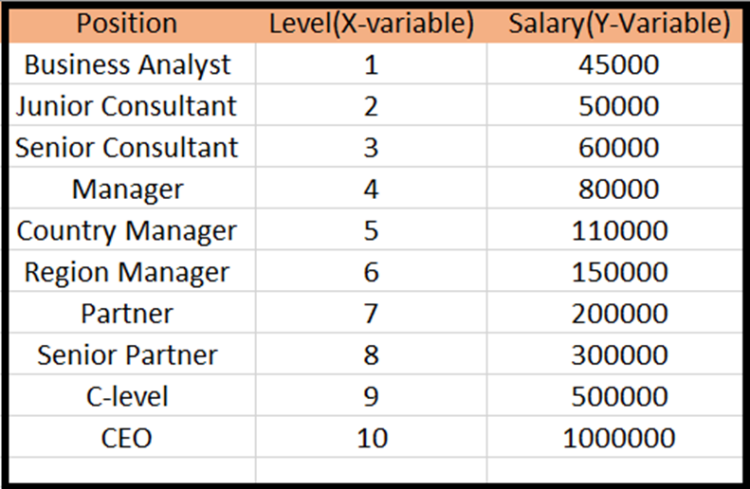 Position Level(X-variable) Salary(Y-Variable)
Business Analyst 1 45000
Junior Consultant 2 50000
Senior Consultant 3 60000
Manager 4 80000
Country Manager 5 110000
Region Manager 6 150000
Partner 7 200000
Senior Partner 8 300000
C-level 9 500000
CEO 10 1000000